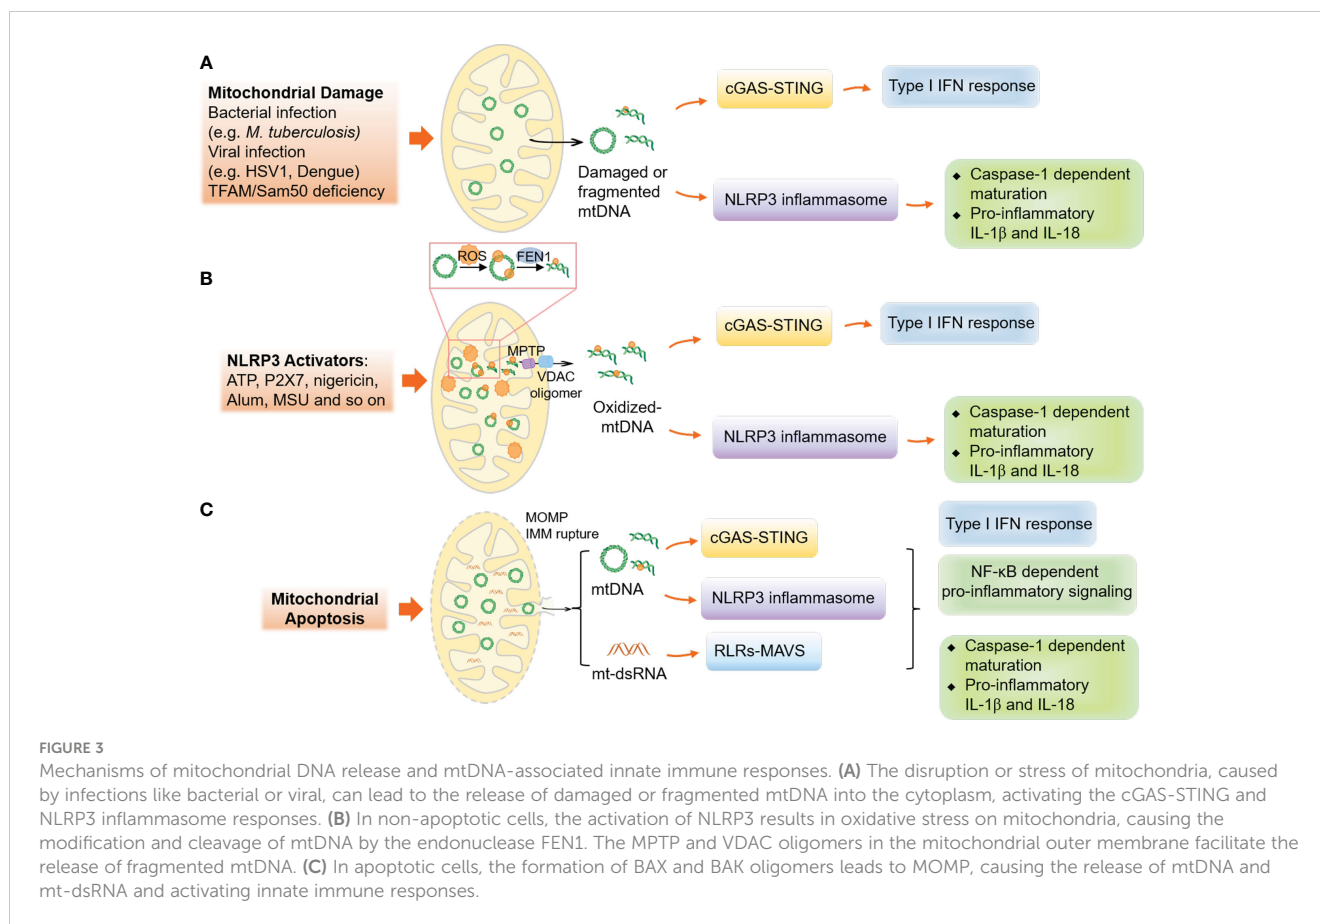 A
Mitochondrial Damage
Bacterial infection
(e.g. M. tuberculosis)
Viral infection
(e.g. HSV1, Dengue)
TFAM/Sam50 deficiency
Damaged or
fragmented
mtDNA
cGAS-STING
Type I IFN response
NLRP3 inflammasome
◆ Caspase-1 dependent
maturation
◆ Pro-inflammatory
IL-1β and IL-18
B
ROS
FEN1
NLRP3 Activators:
ATP, P2X7, nigericin,
Alum, MSU and so on
MPTP
VDAC
oligomer
Oxidized-
mtDNA
cGAS-STING
Type I IFN response
NLRP3 inflammasome
◆ Caspase-1 dependent
maturation
◆ Pro-inflammatory
IL-1β and IL-18
C
Mitochondrial
Apoptosis
MOMP
IMM rupture
mtDNA
mt-dsRNA
cGAS-STING
NLRP3 inflammasome
RLRs-MAVS
Type I IFN response
NF-κB dependent
pro-inflammatory signaling
◆ Caspase-1 dependent
maturation
◆ Pro-inflammatory
IL-1β and IL-18
FIGURE 3
Mechanisms of mitochondrial DNA release and mtDNA-associated innate immune responses. (A) The disruption or stress of mitochondria, caused
by infections like bacterial or viral, can lead to the release of damaged or fragmented mtDNA into the cytoplasm, activating the cGAS-STING and
NLRP3 inflammasome responses. (B) In non-apoptotic cells, the activation of NLRP3 results in oxidative stress on mitochondria, causing the
modification and cleavage of mtDNA by the endonuclease FEN1. The MPTP and VDAC oligomers in the mitochondrial outer membrane facilitate the
release of fragmented mtDNA. (C) In apoptotic cells, the formation of BAX and BAK oligomers leads to MOMP, causing the release of mtDNA and
mt-dsRNA and activating innate immune responses.